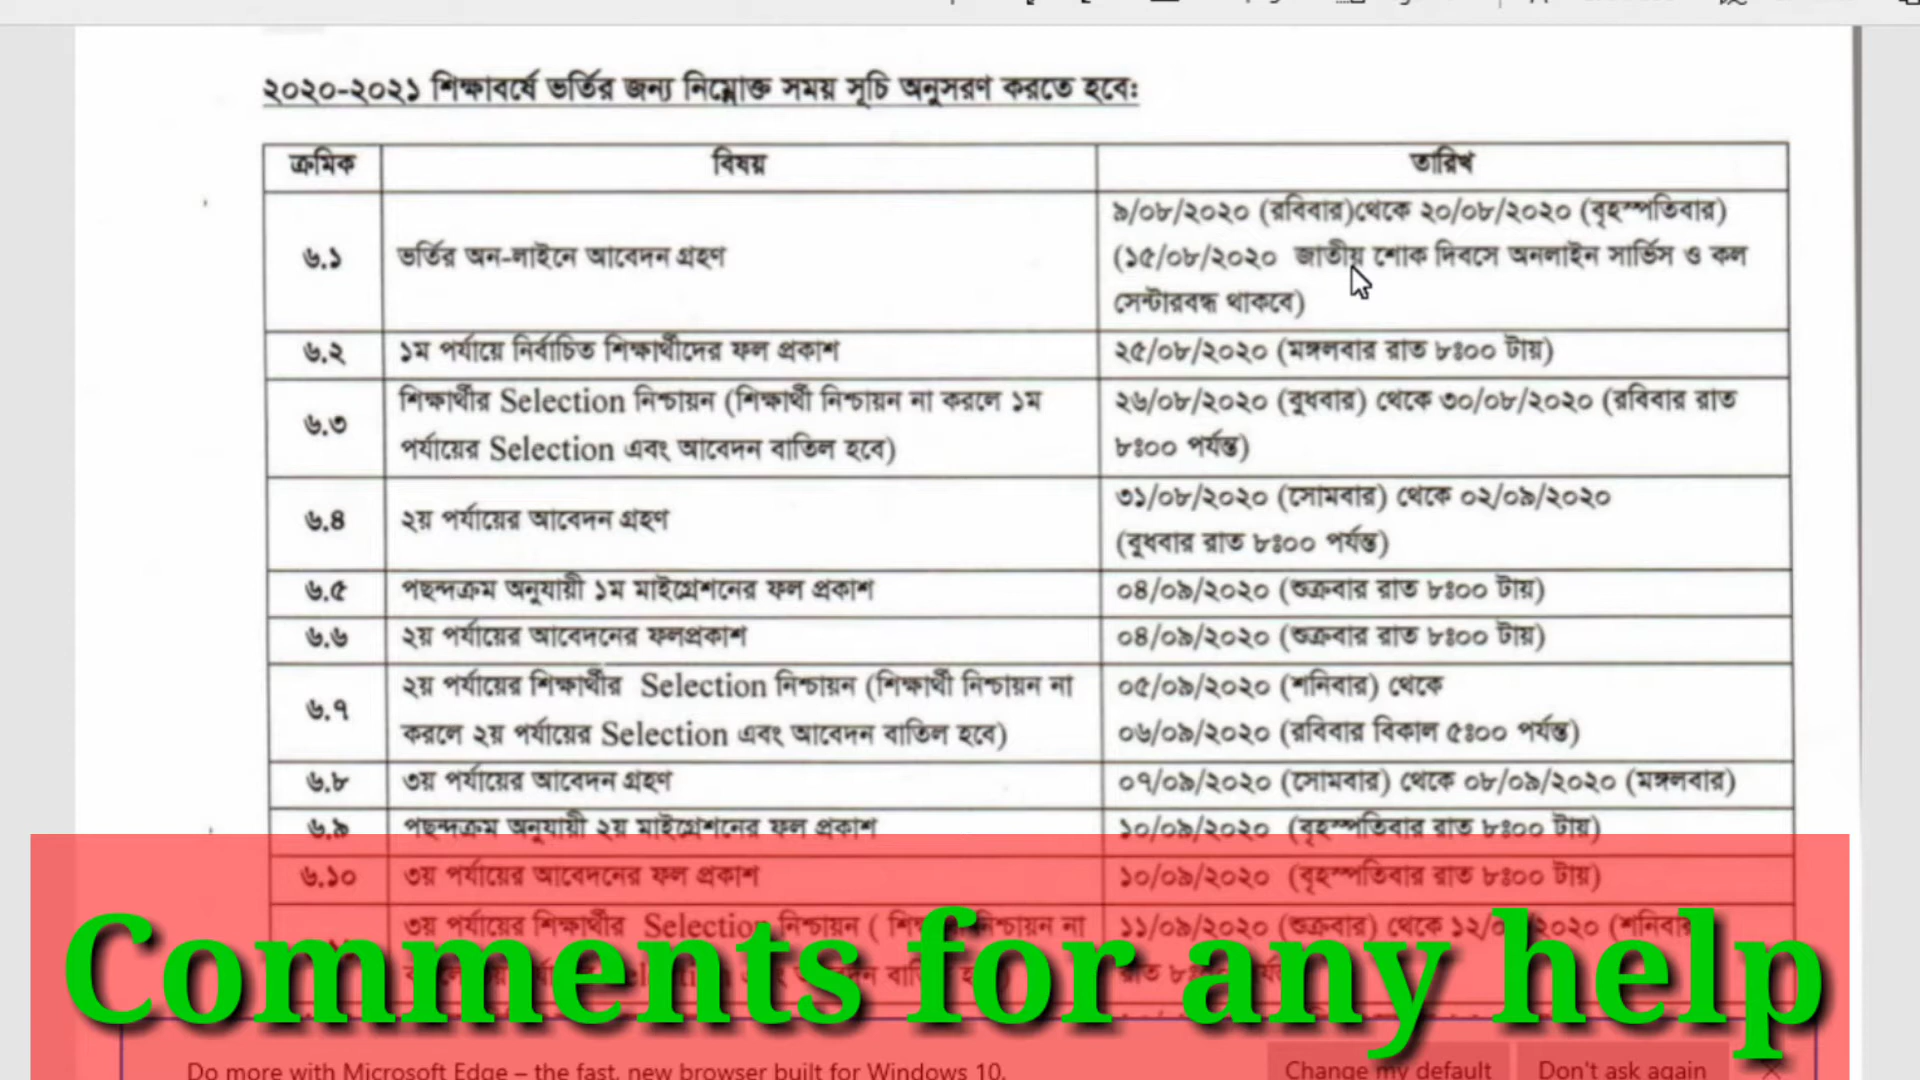 ২০২০-২০২১ শিক্ষাবর্ষে ভর্তির জন্য নিম্নোক্ত সময় সূচি অনুসরণ করতে হবে:
ক্রমিক বিষয় তারিখ
৬.১ ভর্তির অন-লাইনে আবেদন গ্রহণ
৯/০৮/২০২০ (রবিবার)থেকে ২০/০৮/২০২০ (বৃহস্পতিবার)
(১৫/০৮/২০২০ জাতীয় শোক দিবসে অনলাইন সার্ভিস ও কল
সেন্টারবন্ধ থাকবে)
৬.২ ১ম পর্যায়ে নির্বাচিত শিক্ষার্থীদের ফল প্রকাশ ২৫/০৮/২০২০ (মঙ্গলবার রাত ৮ঃ০০ টায়)
৬.৩ শিক্ষার্থীর Selection নিশ্চায়ন (শিক্ষার্থী নিশ্চায়ন না করলে ১ম
পর্যায়ের Selection এবং আবেদন বাতিল হবে)
২৬/০৮/২০২০ (বুধবার) থেকে ৩০/০৮/২০২০ (রবিবার রাত
৮ঃ০০ পর্যন্ত)
৬.৪ ২য় পর্যায়ের আবেদন গ্রহণ
৩১/০৮/২০২০ (সোমবার) থেকে ০২/০৯/২০২০
(বুধবার রাত ৮ঃ০০ পর্যন্ত)
৬.৫ পছন্দক্রম অনুযায়ী ১ম মাইগ্রেশনের ফল প্রকাশ ০৪/০৯/২০২০ (শুক্রবার রাত ৮ঃ০০ টায়)
৬.৬ ২য় পর্যায়ের আবেদনের ফলপ্রকাশ ০৪/০৯/২০২০ (শুক্রবার রাত ৮ঃ০০ টায়)
৬.৭ ২য় পর্যায়ের শিক্ষার্থীর Selection নিশ্চায়ন (শিক্ষার্থী নিশ্চায়ন না
করলে ২য় পর্যায়ের Selection এবং আবেদন বাতিল হবে)
০৫/০৯/২০২০ (শনিবার) থেকে
০৬/০৯/২০২০ (রবিবার বিকাল ৫ঃ০০ পর্যন্ত)
৬.৮ ৩য় পর্যায়ের আবেদন গ্রহণ ০৭/০৯/২০২০ (সোমবার) থেকে ০৮/০৯/২০২০ (মঙ্গলবার)
৬.৯ পছন্দক্রম অনুযায়ী ২য় মাইগ্রেশনের ফল প্রকাশ ১০/০৯/২০২০ (বৃহস্পতিবার রাত ৮ঃ০০ টায়)
৬.১০ ৩য় পর্যায়ের আবেদনের ফল প্রকাশ ১০/০৯/২০২০ (বৃহস্পতিবার রাত ৮ঃ০০ টায়)
৩য় পর্যায়ের শিক্ষার্থীর Selection নিশ্চায়ন ( নিশ্চায়ন না
১১/০৯/২০২০ (শুক্রবার) থেকে (শনিবার
Comments for any help
Do more with Microsoft Edge – the fast, new browser built for Windows 10.
Change my default
Don't ask again